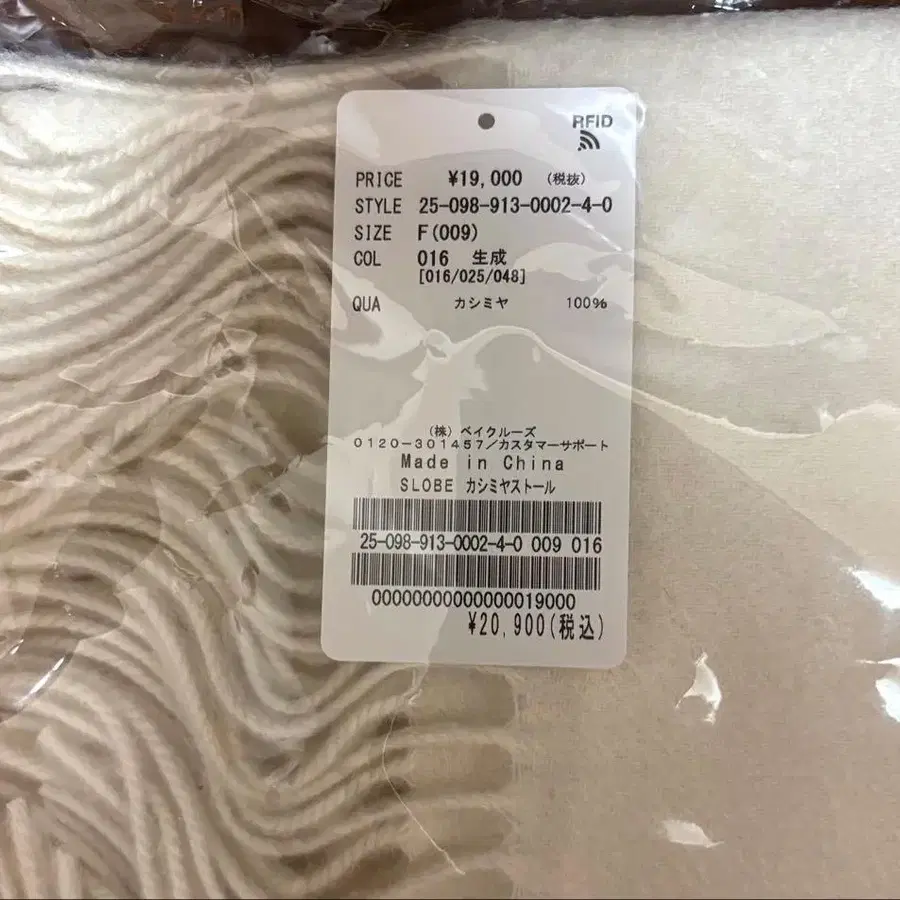 RFID
PRICE ¥19,000 (税抜)
STYLE 25-098-913-0002-4-0
SIZE F(009)
COL 016 生成
[016/025/048]
QUA カシミヤ 100%
(株) ベイクルーズ
0120-301457/カスタマーサポート
Made in China
SLOBE カシミヤストール
25-098-913-0002-4-0 009 016
00000000000000019000
¥20,900(税込)